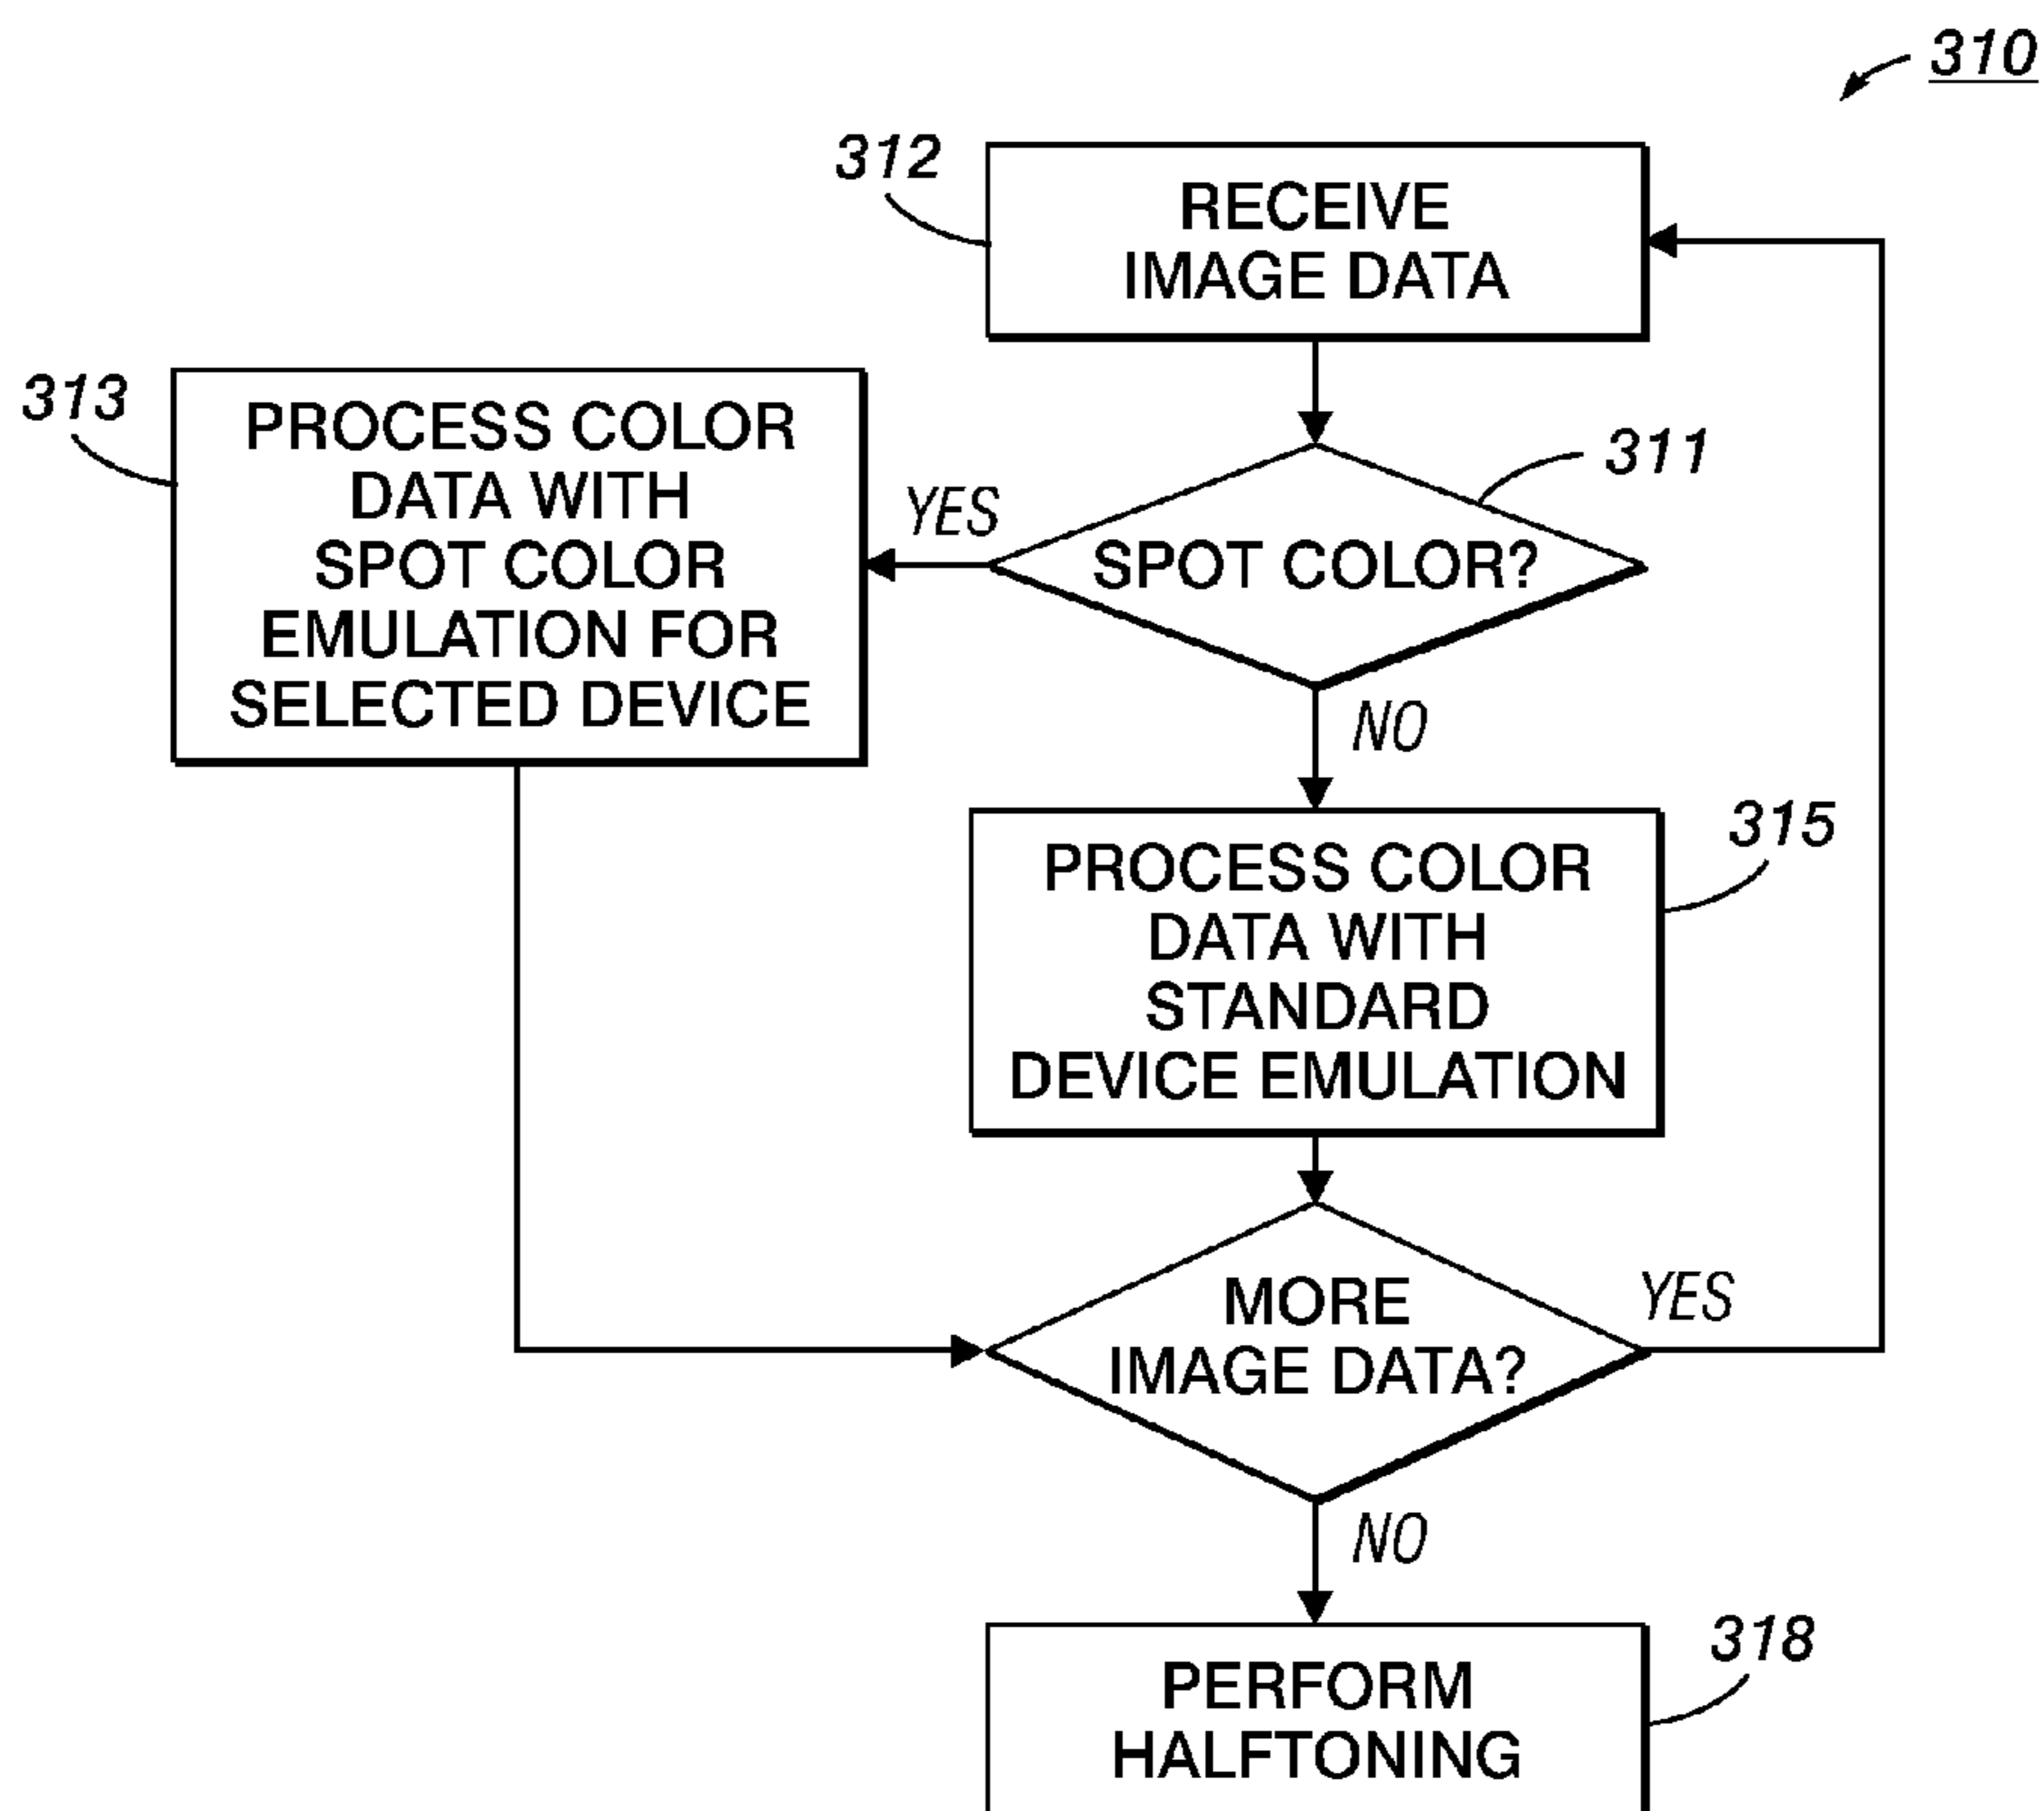 310
312
RECEIVE
IMAGE DATA
313
PROCESS COLOR
DATA WITH
SPOT COLOR
EMULATION FOR
SELECTED DEVICE
YES
311
SPOT COLOR?
NO
315
PROCESS COLOR
DATA WITH
STANDARD
DEVICE EMULATION
MORE
IMAGE DATA?
YES
NO
318
PERFORM
HALFTONING